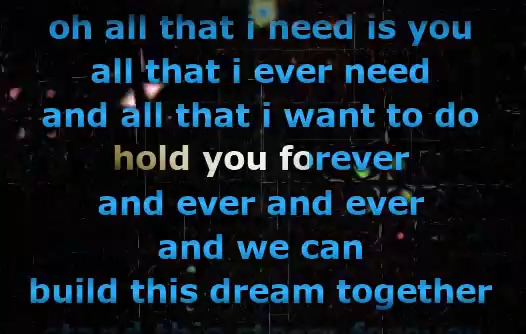 oh all that i need is you
all that i ever need
and all that i want to do
hold you forever
and ever and ever
and we can
build this dream together